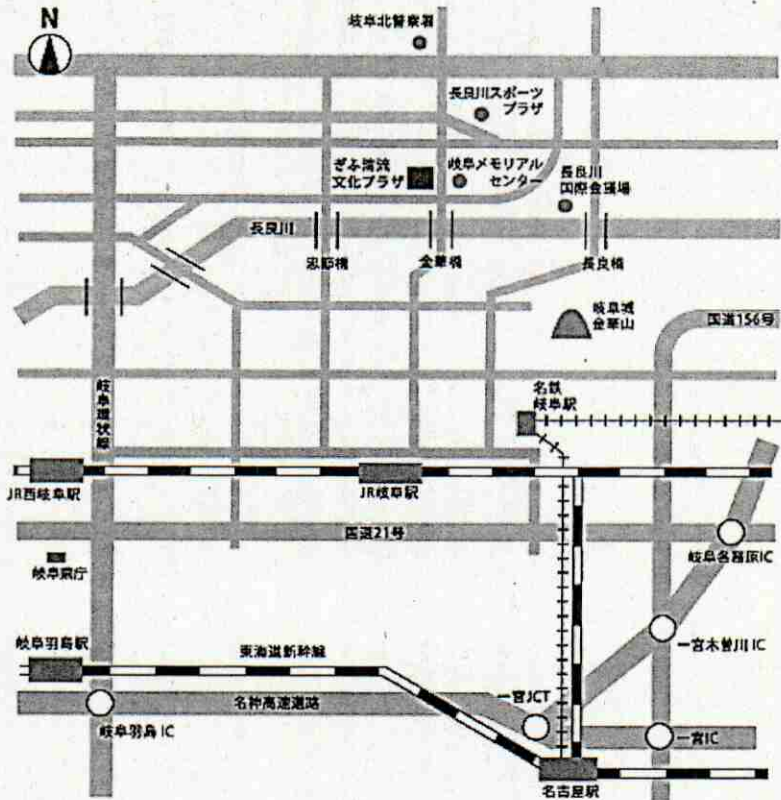 N
岐阜北警察署
長良川スポーツ
プラザ
ぎふ清流
文化プラザ
岐阜メモリアル
センター
長良川
国際会議場
長良川
忠節橋
金華橋
長良橋
岐阜城
金華山
国道156号
岐阜環状線
名鉄
岐阜駅
JR西岐阜駅
JR岐阜駅
国道21号
岐阜各務原IC
岐阜県庁
岐阜羽島駅
東海道新幹線
一宮木曽川 IC
名神高速道路
一宮JCT
岐阜羽島 IC
一宮IC
名古屋駅